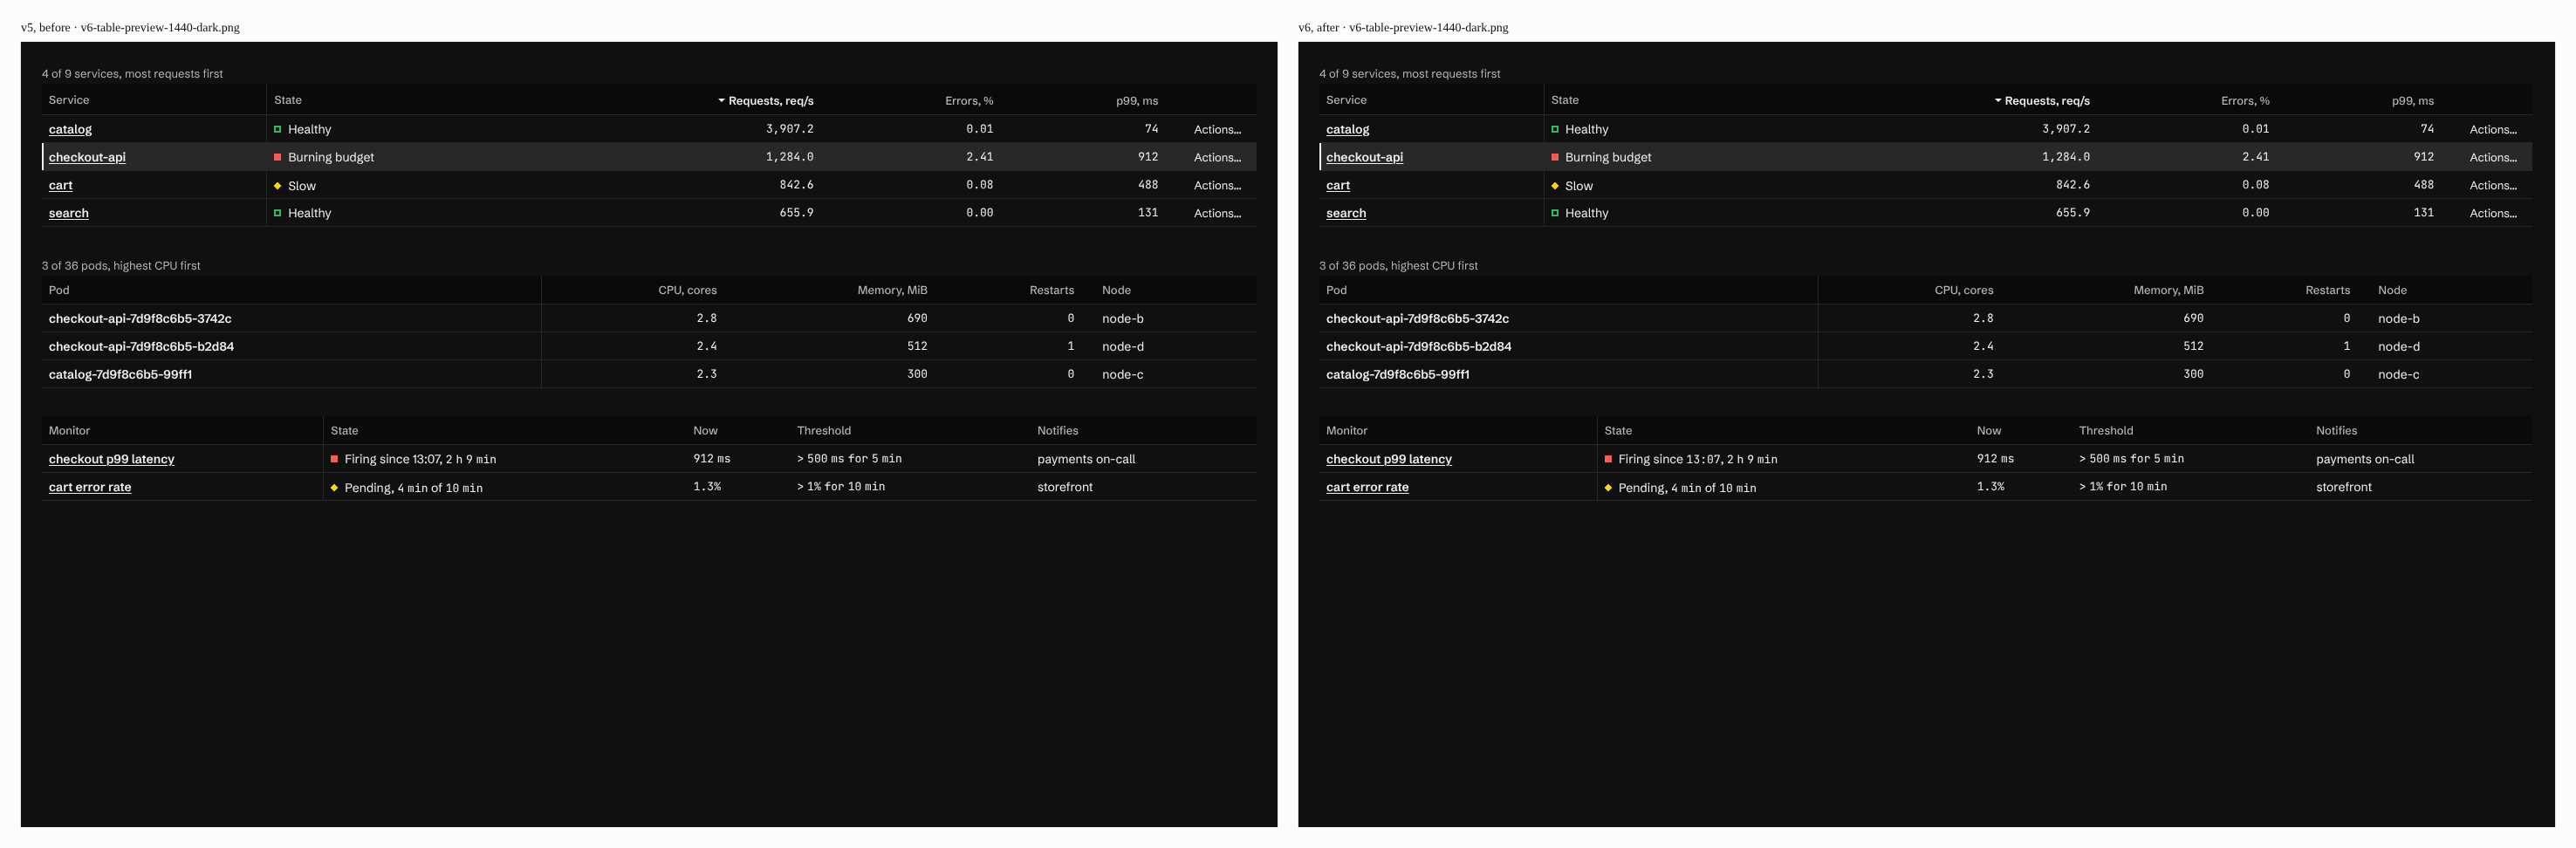 v5, before · v6-table-preview-1440-dark.png
4 of 9 services, most requests first
Service State Requests, req/s Errors, % p99, ms
catalog Healthy 3,907.2 0.01 74 Actions...
checkout-api Burning budget 1,284.0 2.41 912 Actions...
cart Slow 842.6 0.08 488 Actions...
search Healthy 655.9 0.00 131 Actions...
3 of 36 pods, highest CPU first
Pod CPU, cores Memory, MiB Restarts Node
checkout-api-7d9f8c6b5-3742c 2.8 690 0 node-b
checkout-api-7d9f8c6b5-b2d84 2.4 512 1 node-d
catalog-7d9f8c6b5-99ff1 2.3 300 0 node-c
Monitor State Now Threshold Notifies
checkout p99 latency Firing since 13:07, 2 h 9 min 912 ms > 500 ms for 5 min payments on-call
cart error rate Pending, 4 min of 10 min 1.3% > 1% for 10 min storefront
v6, after · v6-table-preview-1440-dark.png
4 of 9 services, most requests first
Service State Requests, req/s Errors, % p99, ms
catalog Healthy 3,907.2 0.01 74 Actions...
checkout-api Burning budget 1,284.0 2.41 912 Actions...
cart Slow 842.6 0.08 488 Actions...
search Healthy 655.9 0.00 131 Actions...
3 of 36 pods, highest CPU first
Pod CPU, cores Memory, MiB Restarts Node
checkout-api-7d9f8c6b5-3742c 2.8 690 0 node-b
checkout-api-7d9f8c6b5-b2d84 2.4 512 1 node-d
catalog-7d9f8c6b5-99ff1 2.3 300 0 node-c
Monitor State Now Threshold Notifies
checkout p99 latency Firing since 13:07, 2 h 9 min 912 ms > 500 ms for 5 min payments on-call
cart error rate Pending, 4 min of 10 min 1.3% > 1% for 10 min storefront